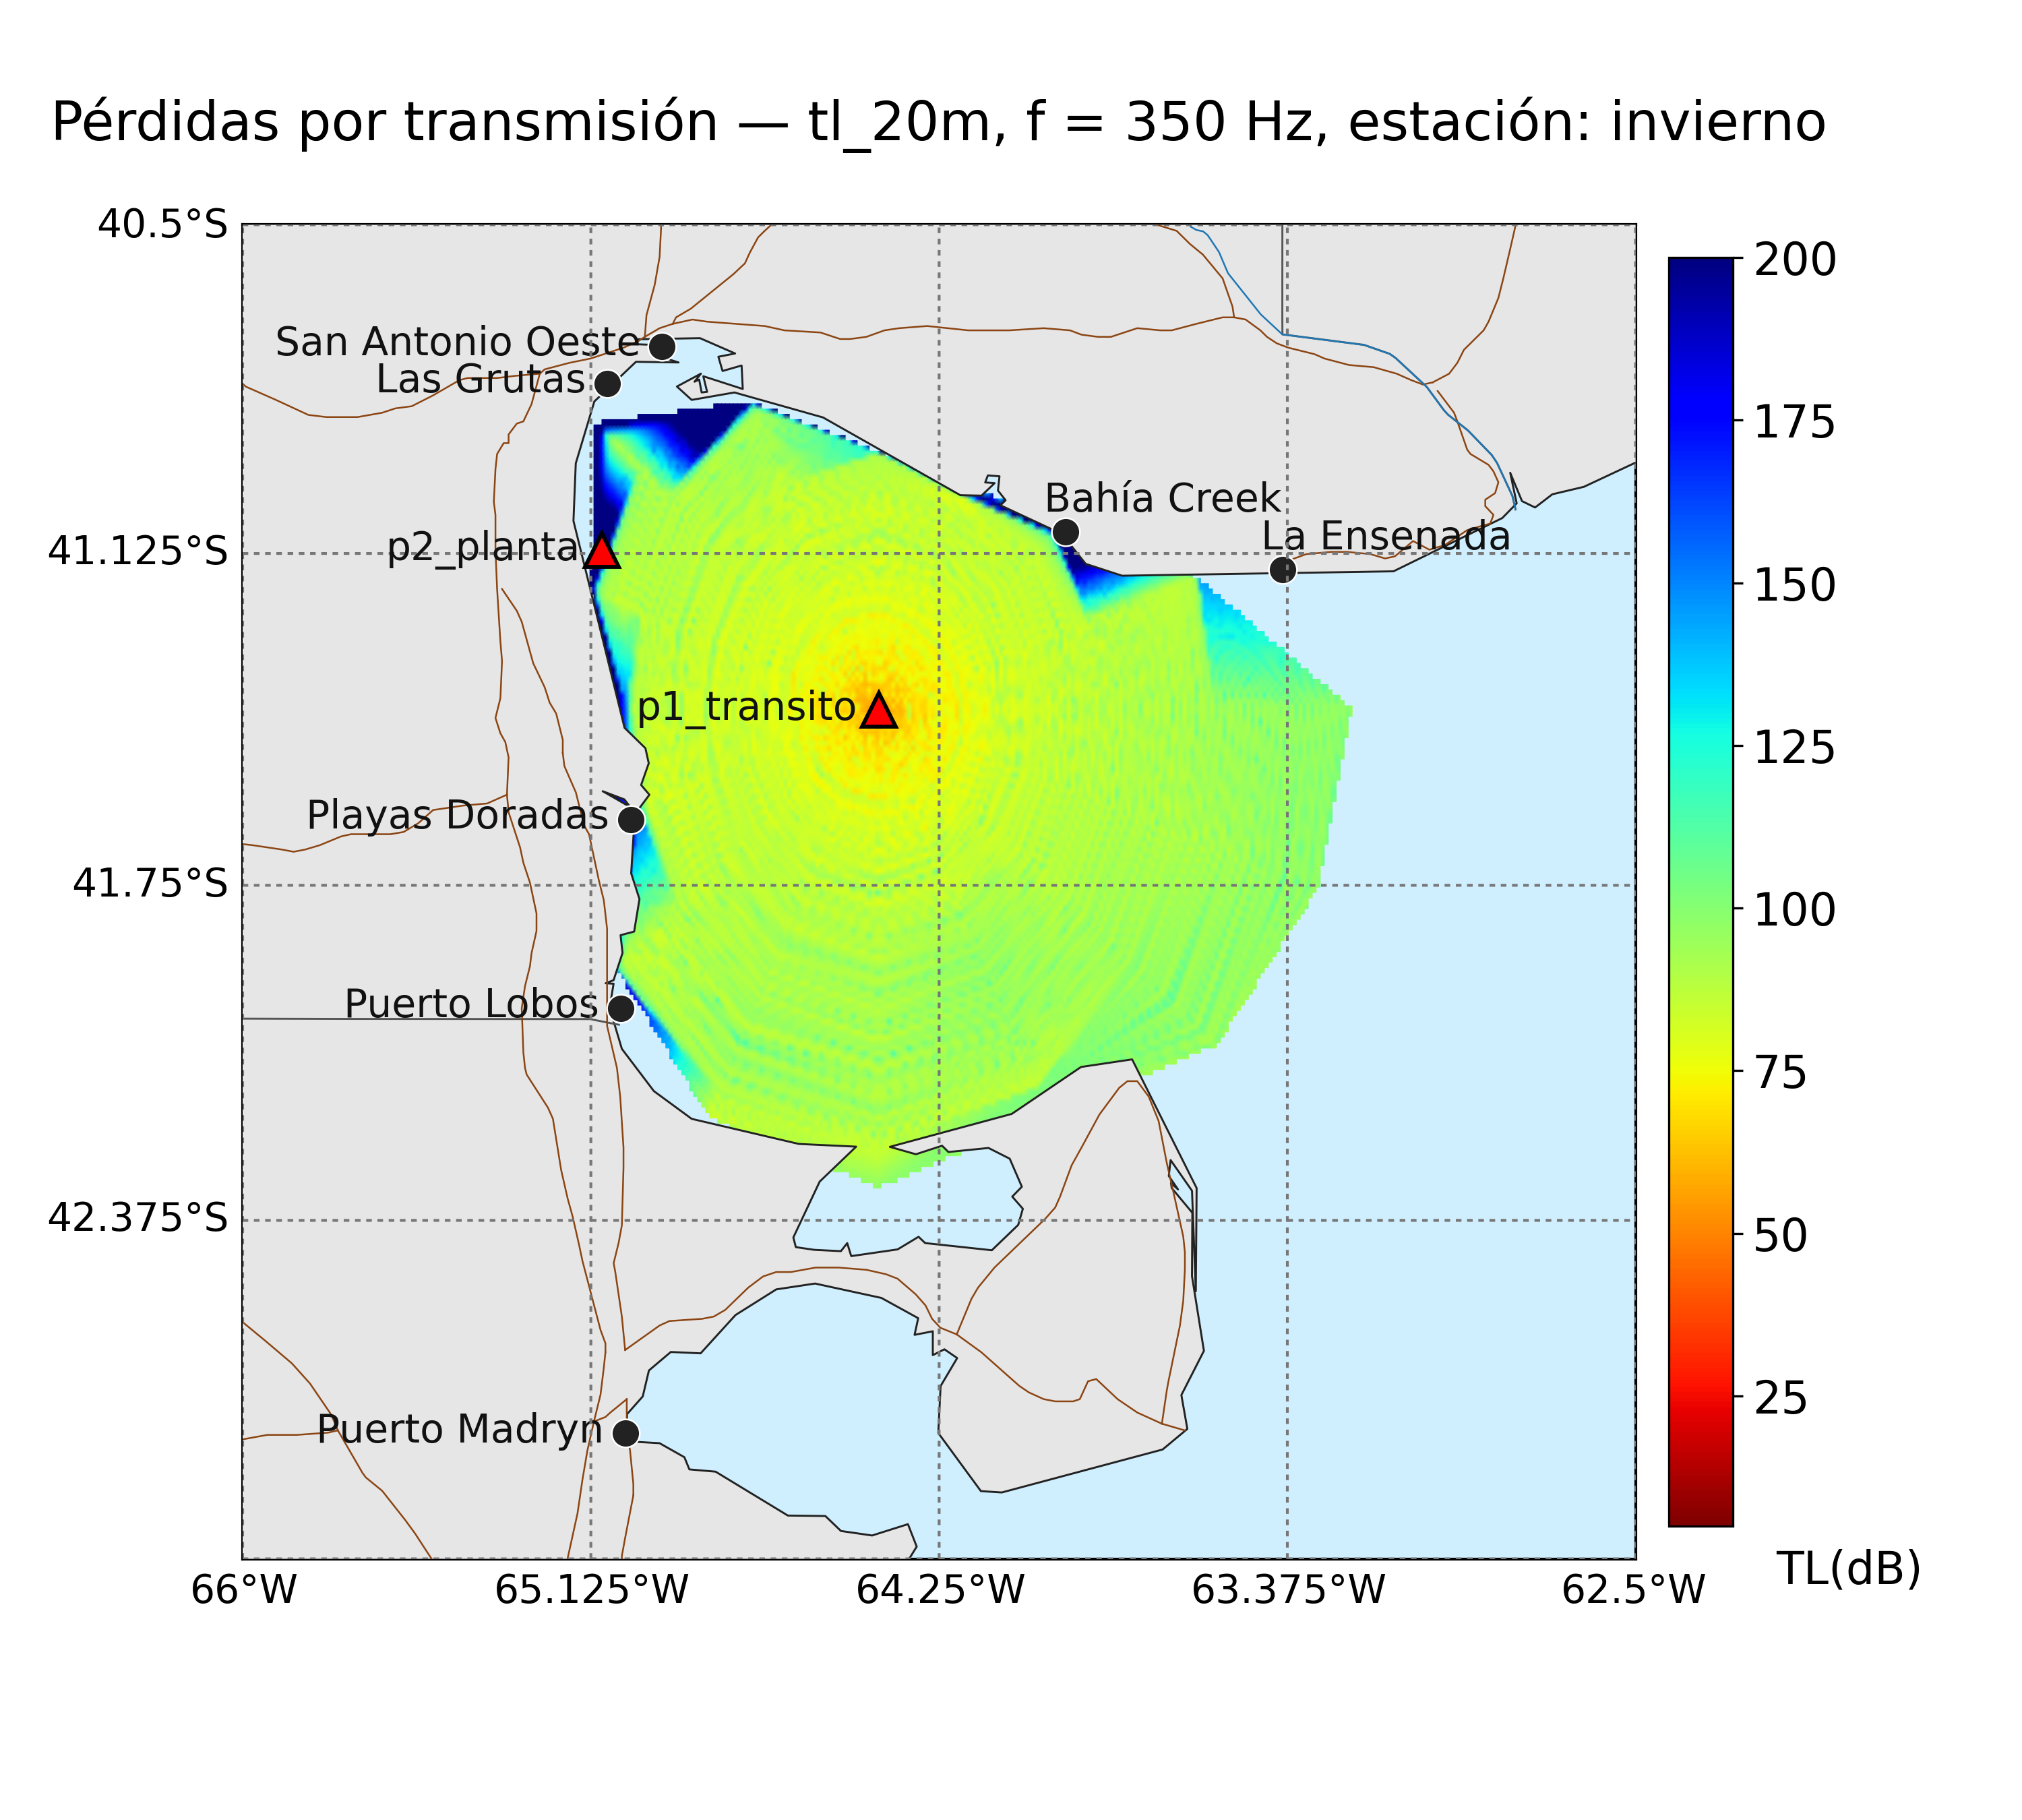 Pérdidas por transmisión — tl_20m, f = 350 Hz, estación: invierno
40.5°S
41.125°S
41.75°S
42.375°S
66°W
65.125°W
64.25°W
63.375°W
62.5°W
San Antonio Oeste
Las Grutas
Bahía Creek
La Ensenada
p2_planta
p1_transito
Playas Doradas
Puerto Lobos
Puerto Madryn
200
175
150
125
100
75
50
25
TL(dB)